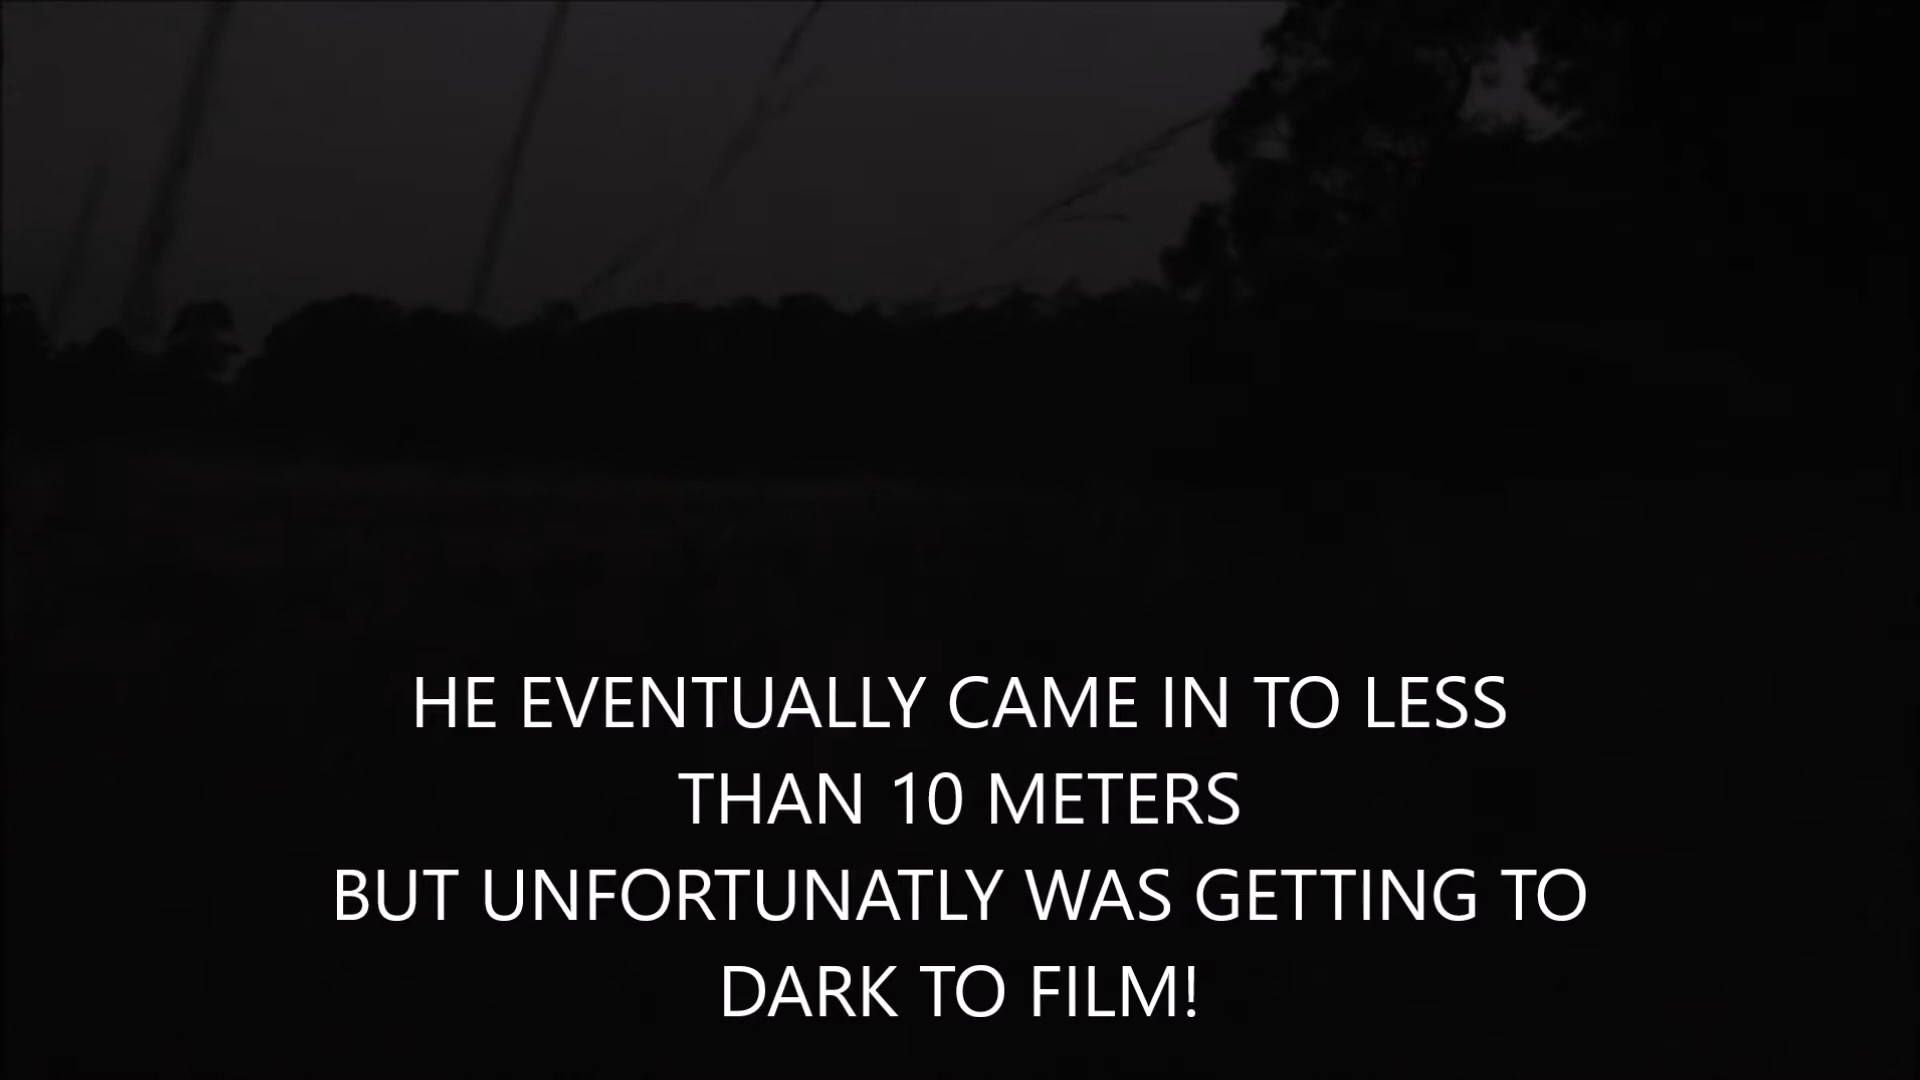 HE EVENTUALLY CAME IN TO LESS
THAN 10 METERS
BUT UNFORTUNATLY WAS GETTING TO
DARK TO FILM!